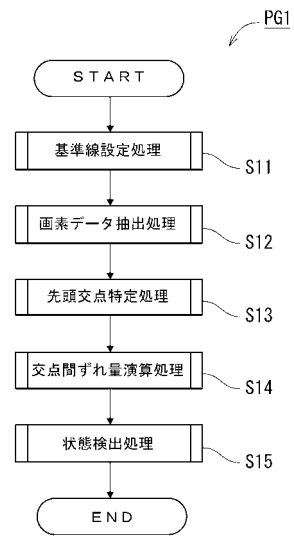 PG1
START
基準線設定処理
S11
画素データ抽出処理
S12
先頭交点特定処理
S13
交点間ずれ量演算処理
S14
状態検出処理
S15
END